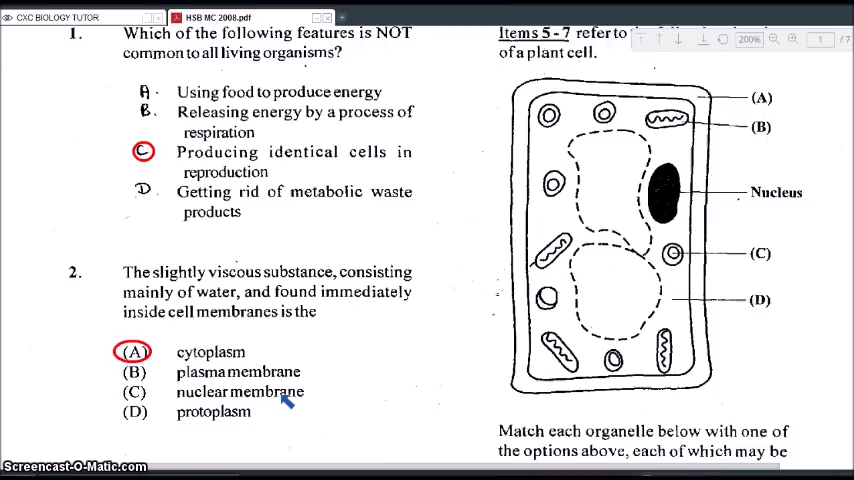 CXC BIOLOGY TUTOR
HSB MC 2008.pdf
200%
1
/ 7
1. Which of the following features is NOT
common to all living organisms?
A. Using food to produce energy
B. Releasing energy by a process of
respiration
C Producing identical cells in
reproduction
D. Getting rid of metabolic waste
products
2. The slightly viscous substance, consisting
mainly of water, and found immediately
inside cell membranes is the
(A) cytoplasm
(B) plasma membrane
(C) nuclear membrane
(D) protoplasm
Items 5 - 7 refer to
of a plant cell.
(A)
(B)
Nucleus
(C)
(D)
Match each organelle below with one of
the options above, each of which may be
Screencast-O-Matic.com